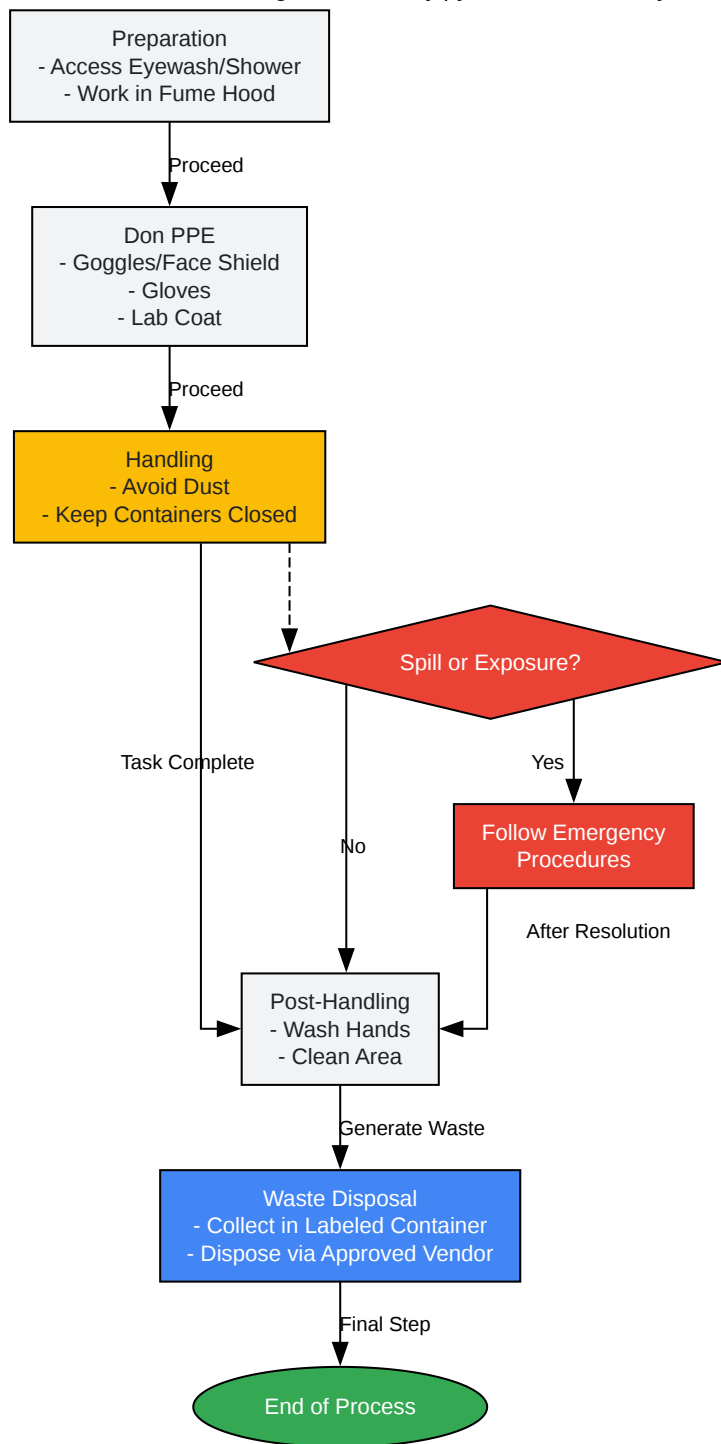 Preparation
- Access Eyewash/Shower
- Work in Fume Hood
Proceed
Don PPE
- Goggles/Face Shield
- Gloves
- Lab Coat
Proceed
Handling
- Avoid Dust
- Keep Containers Closed
Spill or Exposure?
Task Complete
Yes
No
Follow Emergency
Procedures
After Resolution
Post-Handling
- Wash Hands
- Clean Area
Generate Waste
Waste Disposal
- Collect in Labeled Container
- Dispose via Approved Vendor
Final Step
End of Process